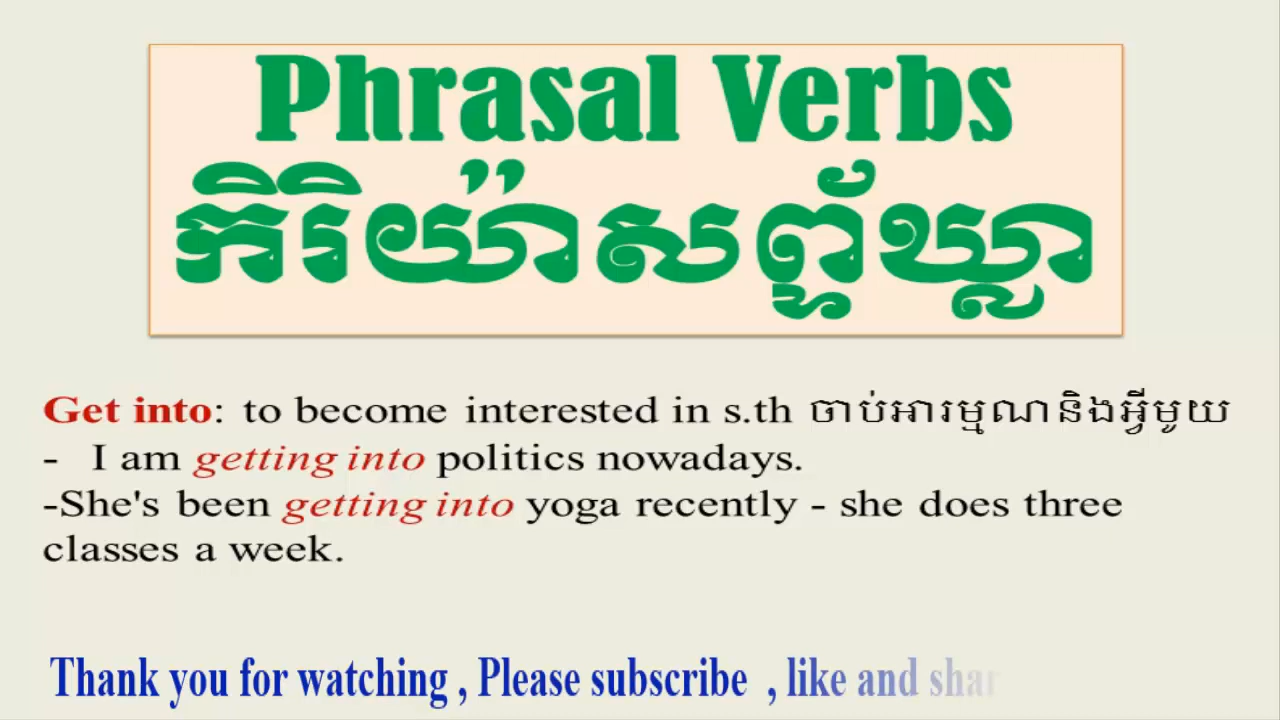 Phrasal Verbs
កិរិយ៉ាសព្ទ័ឃ្លា
Get into: to become interested in s.th ចាប់អារម្មណនិងអ្វីមួយ
- I am getting into politics nowadays.
-She's been getting into yoga recently - she does three
classes a week.
Thank you for watching , Please subscribe , like and shar